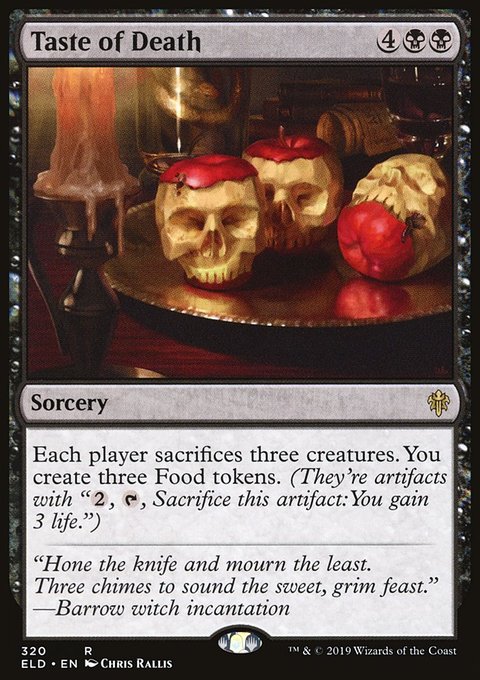 Taste of Death 4
Sorcery
Each player sacrifices three creatures. You
create three Food tokens. (They're artifacts
with "2, , Sacrifice this artifact:You gain
3 life.")
"Hone the knife and mourn the least.
Three chimes to sound the sweet, grim feast."
—Barrow witch incantation
320 R
ELD • EN Chris Rallis
™ & © 2019 Wizards of the Coast